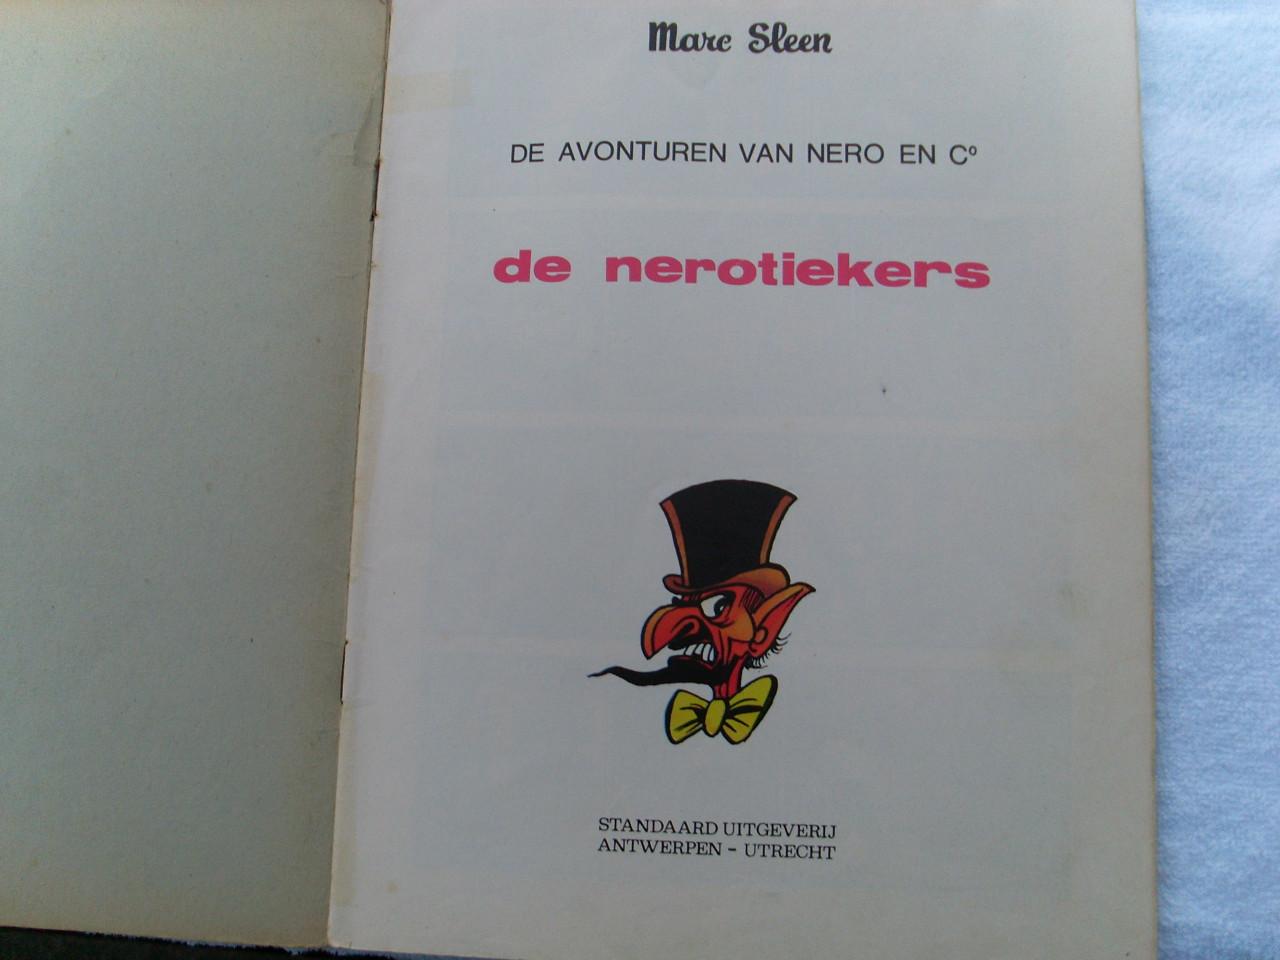 Marc Sleen
DE AVONTUREN VAN NERO EN Cº
de nerotiekers
STANDAARD UITGEVERIJ
ANTWERPEN - UTRECHT